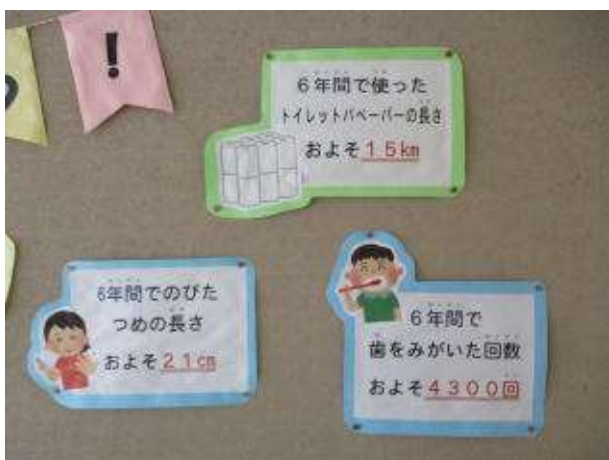 ！
６年間で使った
トイレットペーパーの長さ
およそ１５ｋｍ
6年間でのびた
つめの長さ
およそ２１㎝
６年間で
歯をみがいた回数
およそ４３００回